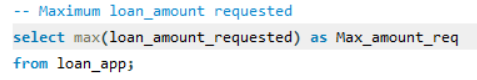 -- Maximum loan_amount requested
select max(loan_amount_requested) as Max_amount_req
from loan_app;